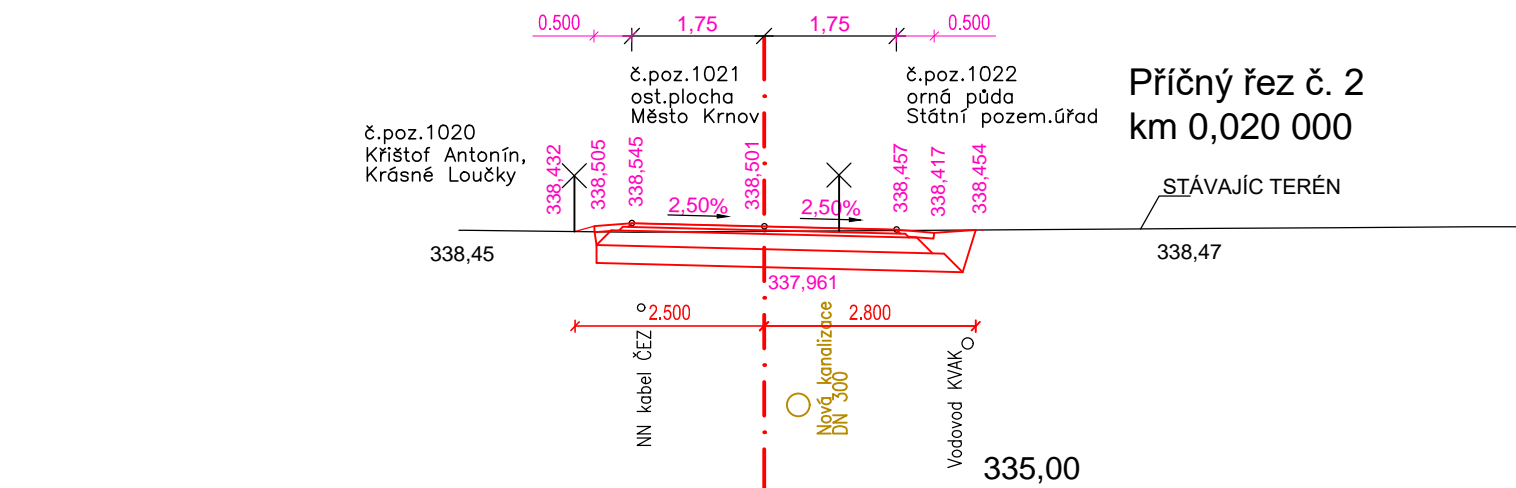 0.500
1,75
1,75
0.500
č.poz.1021
ost.plocha
Město Krnov
č.poz.1022
orná půda
Státní pozem.úřad
Příčný řez č. 2
km 0,020 000
č.poz.1020
Křištof Antonín,
Krásné Loučky
338,432
338,505
338,545
338,501
338,457
338,417
338,454
2,50%
2,50%
STÁVAJÍC TERÉN
338,45
338,47
337,961
2.500
2.800
NN kabel ČEZ
Nová kanalizace
DN 300
Vodovod KVAK
335,00